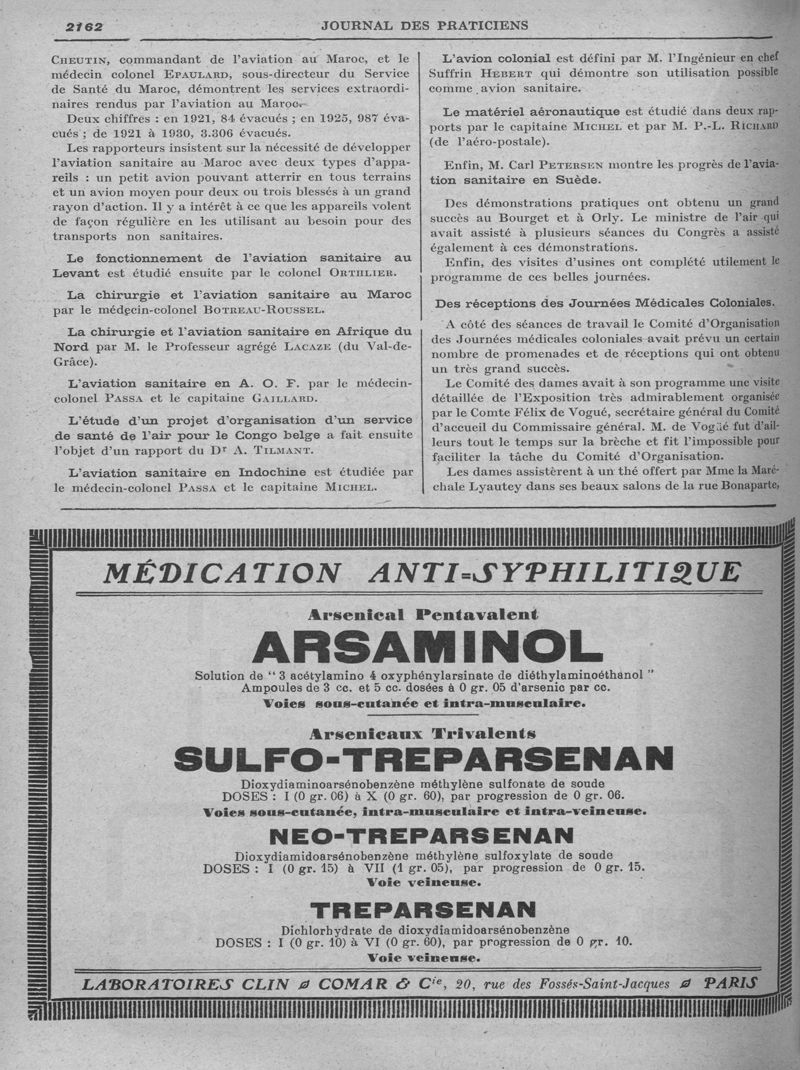 2162
JOURNAL DES PRATICIENS
CHEUTIN, commandant de l'aviation au Maroc, et le
médecin colonel EPAULARD, sous-directeur du Service
de Santé du Maroc, démontrent les services extraordi-
naires rendus par l'aviation au Maroc.
Deux chiffres : en 1921, 84 évacués ; en 1925, 987 éva-
cués ; de 1921 à 1930, 3.306 évacués.
Les rapporteurs insistent sur la nécessité de développer
l'aviation sanitaire au Maroc avec deux types d'appa-
reils : un petit avion pouvant atterrir en tous terrains
et un avion moyen pour deux ou trois blessés à un grand
rayon d'action. Il y a intérêt à ce que les appareils volent
de façon régulière en les utilisant au besoin pour des
transports non sanitaires.
Le fonctionnement de l'aviation sanitaire au
Levant est étudié ensuite par le colonel ORTHLIER.
La chirurgie et l'aviation sanitaire au Maroc
par le médecin-colonel BOTREAU-ROUSSEL.
La chirurgie et l'aviation sanitaire en Afrique du
Nord par M. le Professeur agrégé LACAZE (du Val-de-
Grâce).
L'aviation sanitaire en A. O. F. par le médecin-
colonel PASSA et le capitaine GAILLARD.
L'étude d'un projet d'organisation d'un service
de santé de l'air pour le Congo belge a fait ensuite
l'objet d'un rapport du Dr A. TILMANT.
L'aviation sanitaire en Indochine est étudiée par
le médecin-colonel PASSA et le capitaine MICHEL.
L'avion colonial est défini par M. l'Ingénieur en chef
Suffrin HEBERT qui démontre son utilisation possible
comme avion sanitaire.
Le matériel aéronautique est étudié dans deux rap-
ports par le capitaine MICHEL et par M. P.-L. RICHARD
(de l'aéro-postale).
Enfin, M. Carl PETERSEN montre les progrès de l'avia-
tion sanitaire en Suède.
Des démonstrations pratiques ont obtenu un grand
succès au Bourget et à Orly. Le ministre de l'air qui
avait assisté à plusieurs séances du Congrès a assisté
également à ces démonstrations.
Enfin, des visites d'usines ont complété utilement le
programme de ces belles journées.
Des réceptions des Journées Médicales Coloniales.
A côté des séances de travail le Comité d'Organisation
des Journées médicales coloniales avait prévu un certain
nombre de promenades et de réceptions qui ont obtenu
un très grand succès.
Le Comité des dames avait à son programme une visite
détaillée de l'Exposition très admirablement organisée
par le Comte Félix de Vogué, secrétaire général du Comité
d'accueil du Commissaire général. M. de Vogüé fut d'ail-
leurs tout le temps sur la brèche et fit l'impossible pour
faciliter la tâche du Comité d'Organisation.
Les dames assistèrent à un thé offert par Mme la Maré-
chale Lyautey dans ses beaux salons de la rue Bonaparte,
MÉDICATION ANTI=SYPHILITIQUE
Arsenical Pentavalent
ARSAMINOL
Solution de “ 3 acétylamino 4 oxyphénylarsinate de diéthylaminoéthanol ”
Ampoules de 3 cc. et 5 cc. dosées à 0 gr. 05 d'arsenic par cc.
Voies sous-cutanée et intra-musculaire.
Arsenicaux Trivalents
SULFO-TREPARSENAN
Dioxydiaminoarsénobenzène méthylène sulfonate de soude
DOSES : I (0 gr. 06) à X (0 gr. 60), par progression de 0 gr. 06.
Voies sous-cutanée, intra-musculaire et intra-veineuse.
NEO-TREPARSENAN
Dioxydiamidoarsénobenzène méthylène sulfoxylate de soude
DOSES : I (0 gr. 15) à VII (1 gr. 05), par progression de 0 gr. 15.
Voie veineuse.
TREPARSENAN
Dichlorhydrate de dioxydiamidoarsénobenzène
DOSES : I (0 gr. 10) à VI (0 gr. 60), par progression de 0 gr. 10.
Voie veineuse.
LABORATOIRES CLIN ∅ COMAR & Cie, 20, rue des Fossés-Saint-Jacques ∅ PARIS